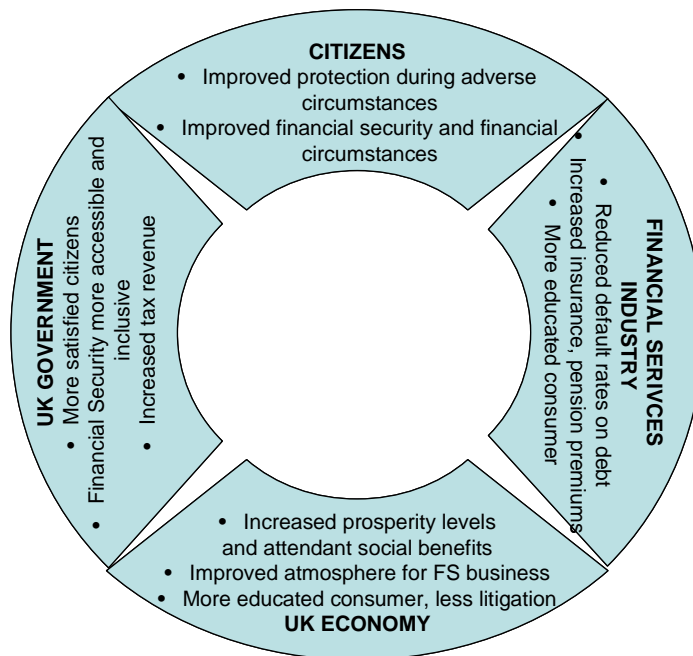 CITIZENS
• Improved protection during adverse
circumstances
• Improved financial security and financial
circumstances
FINANCIAL SERIVCES
INDUSTRY
• Reduced default rates on debt
• Increased insurance, pension premiums
• More educated consumer
• Increased prosperity levels
and attendant social benefits
• Improved atmosphere for FS business
• More educated consumer, less litigation
UK ECONOMY
UK GOVERNMENT
• More satisfied citizens
• Financial Security more accessible and
inclusive
• Increased tax revenue